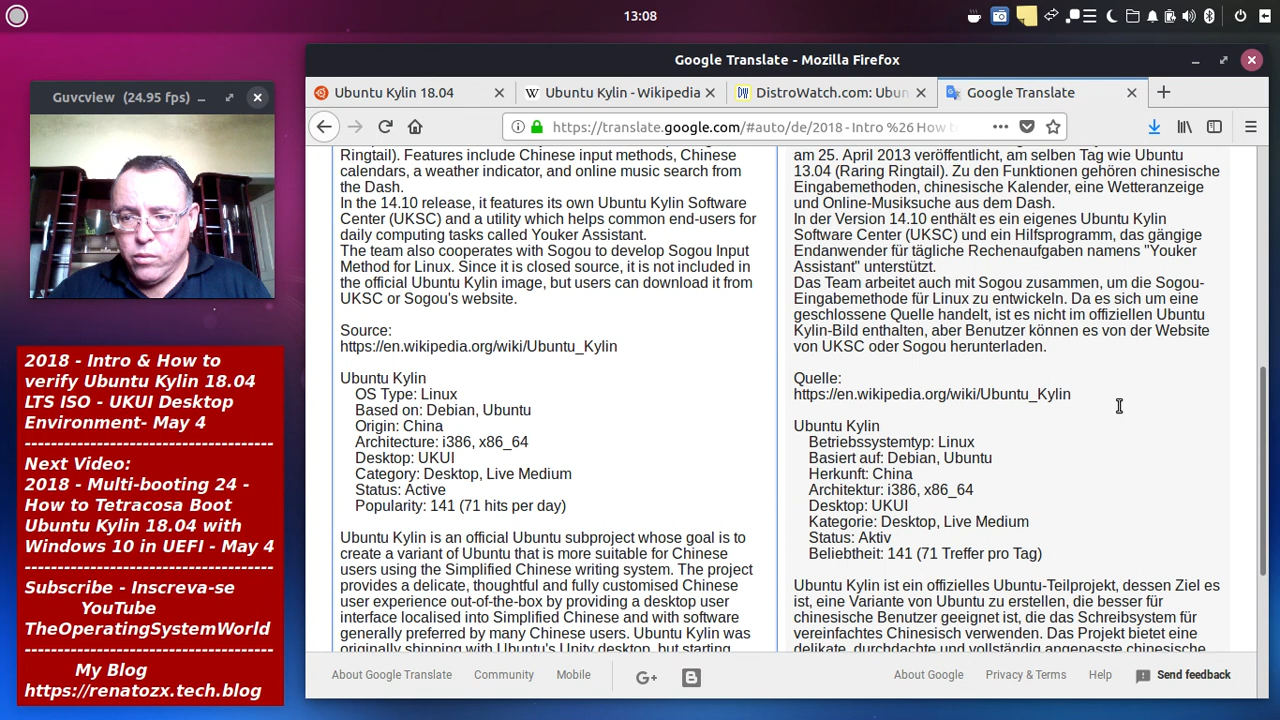 13:08
Guvcview (24.95 fps)
2018 - Intro & How to
verify Ubuntu Kylin 18.04
LTS ISO - UKUI Desktop
Environment- May 4
------------------------------------
Next Video:
2018 - Multi-booting 24 -
How to Tetracosa Boot
Ubuntu Kylin 18.04 with
Windows 10 in UEFI - May 4
------------------------------------
Subscribe - Inscreva-se
YouTube
TheOperatingSystemWorld
------------------------------------
My Blog
https://renatozx.tech.blog
Google Translate - Mozilla Firefox
Ubuntu Kylin 18.04
Ubuntu Kylin - Wikipedia
DistroWatch.com: Ubun
Google Translate
https://translate.google.com/#auto/de/2018 - Intro %26 How to
Ringtail). Features include Chinese input methods, Chinese
calendars, a weather indicator, and online music search from
the Dash.
In the 14.10 release, it features its own Ubuntu Kylin Software
Center (UKSC) and a utility which helps common end-users for
daily computing tasks called Youker Assistant.
The team also cooperates with Sogou to develop Sogou Input
Method for Linux. Since it is closed source, it is not included in
the official Ubuntu Kylin image, but users can download it from
UKSC or Sogou's website.
Source:
https://en.wikipedia.org/wiki/Ubuntu_Kylin
Ubuntu Kylin
OS Type: Linux
Based on: Debian, Ubuntu
Origin: China
Architecture: i386, x86_64
Desktop: UKUI
Category: Desktop, Live Medium
Status: Active
Popularity: 141 (71 hits per day)
Ubuntu Kylin is an official Ubuntu subproject whose goal is to
create a variant of Ubuntu that is more suitable for Chinese
users using the Simplified Chinese writing system. The project
provides a delicate, thoughtful and fully customised Chinese
user experience out-of-the-box by providing a desktop user
interface localised into Simplified Chinese and with software
generally preferred by many Chinese users. Ubuntu Kylin was
originally shipping with Ubuntu's Unity desktop, but starting
am 25. April 2013 veröffentlicht, am selben Tag wie Ubuntu
13.04 (Raring Ringtail). Zu den Funktionen gehören chinesische
Eingabemethoden, chinesische Kalender, eine Wetteranzeige
und Online-Musiksuche aus dem Dash.
In der Version 14.10 enthält es ein eigenes Ubuntu Kylin
Software Center (UKSC) und ein Hilfsprogramm, das gängige
Endanwender für tägliche Rechenaufgaben namens "Youker
Assistant" unterstützt.
Das Team arbeitet auch mit Sogou zusammen, um die Sogou-
Eingabemethode für Linux zu entwickeln. Da es sich um eine
geschlossene Quelle handelt, ist es nicht im offiziellen Ubuntu
Kylin-Bild enthalten, aber Benutzer können es von der Website
von UKSC oder Sogou herunterladen.
Quelle:
https://en.wikipedia.org/wiki/Ubuntu_Kylin
Ubuntu Kylin
Betriebssystemtyp: Linux
Basiert auf: Debian, Ubuntu
Herkunft: China
Architektur: i386, x86_64
Desktop: UKUI
Kategorie: Desktop, Live Medium
Status: Aktiv
Beliebtheit: 141 (71 Treffer pro Tag)
Ubuntu Kylin ist ein offizielles Ubuntu-Teilprojekt, dessen Ziel es
ist, eine Variante von Ubuntu zu erstellen, die besser für
chinesische Benutzer geeignet ist, die das Schreibsystem für
vereinfachtes Chinesisch verwenden. Das Projekt bietet eine
delikate, durchdachte und vollständig angepasste chinesische
About Google Translate
Community
Mobile
G+
About Google
Privacy & Terms
Help
Send feedback